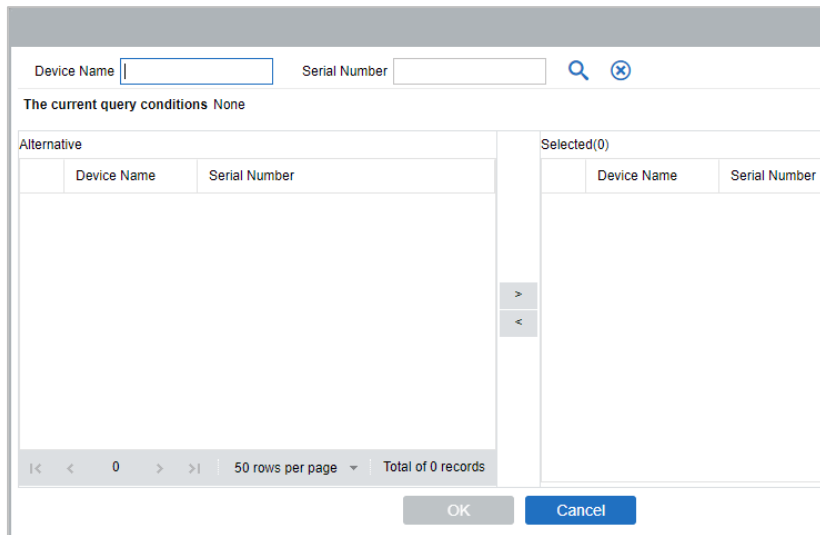 Device Name Serial Number
The current query conditions None
Alternative Selected(0)
Device Name Serial Number Device Name Serial Number
>
<
|< < 0 > >| 50 rows per page Total of 0 records
OK Cancel